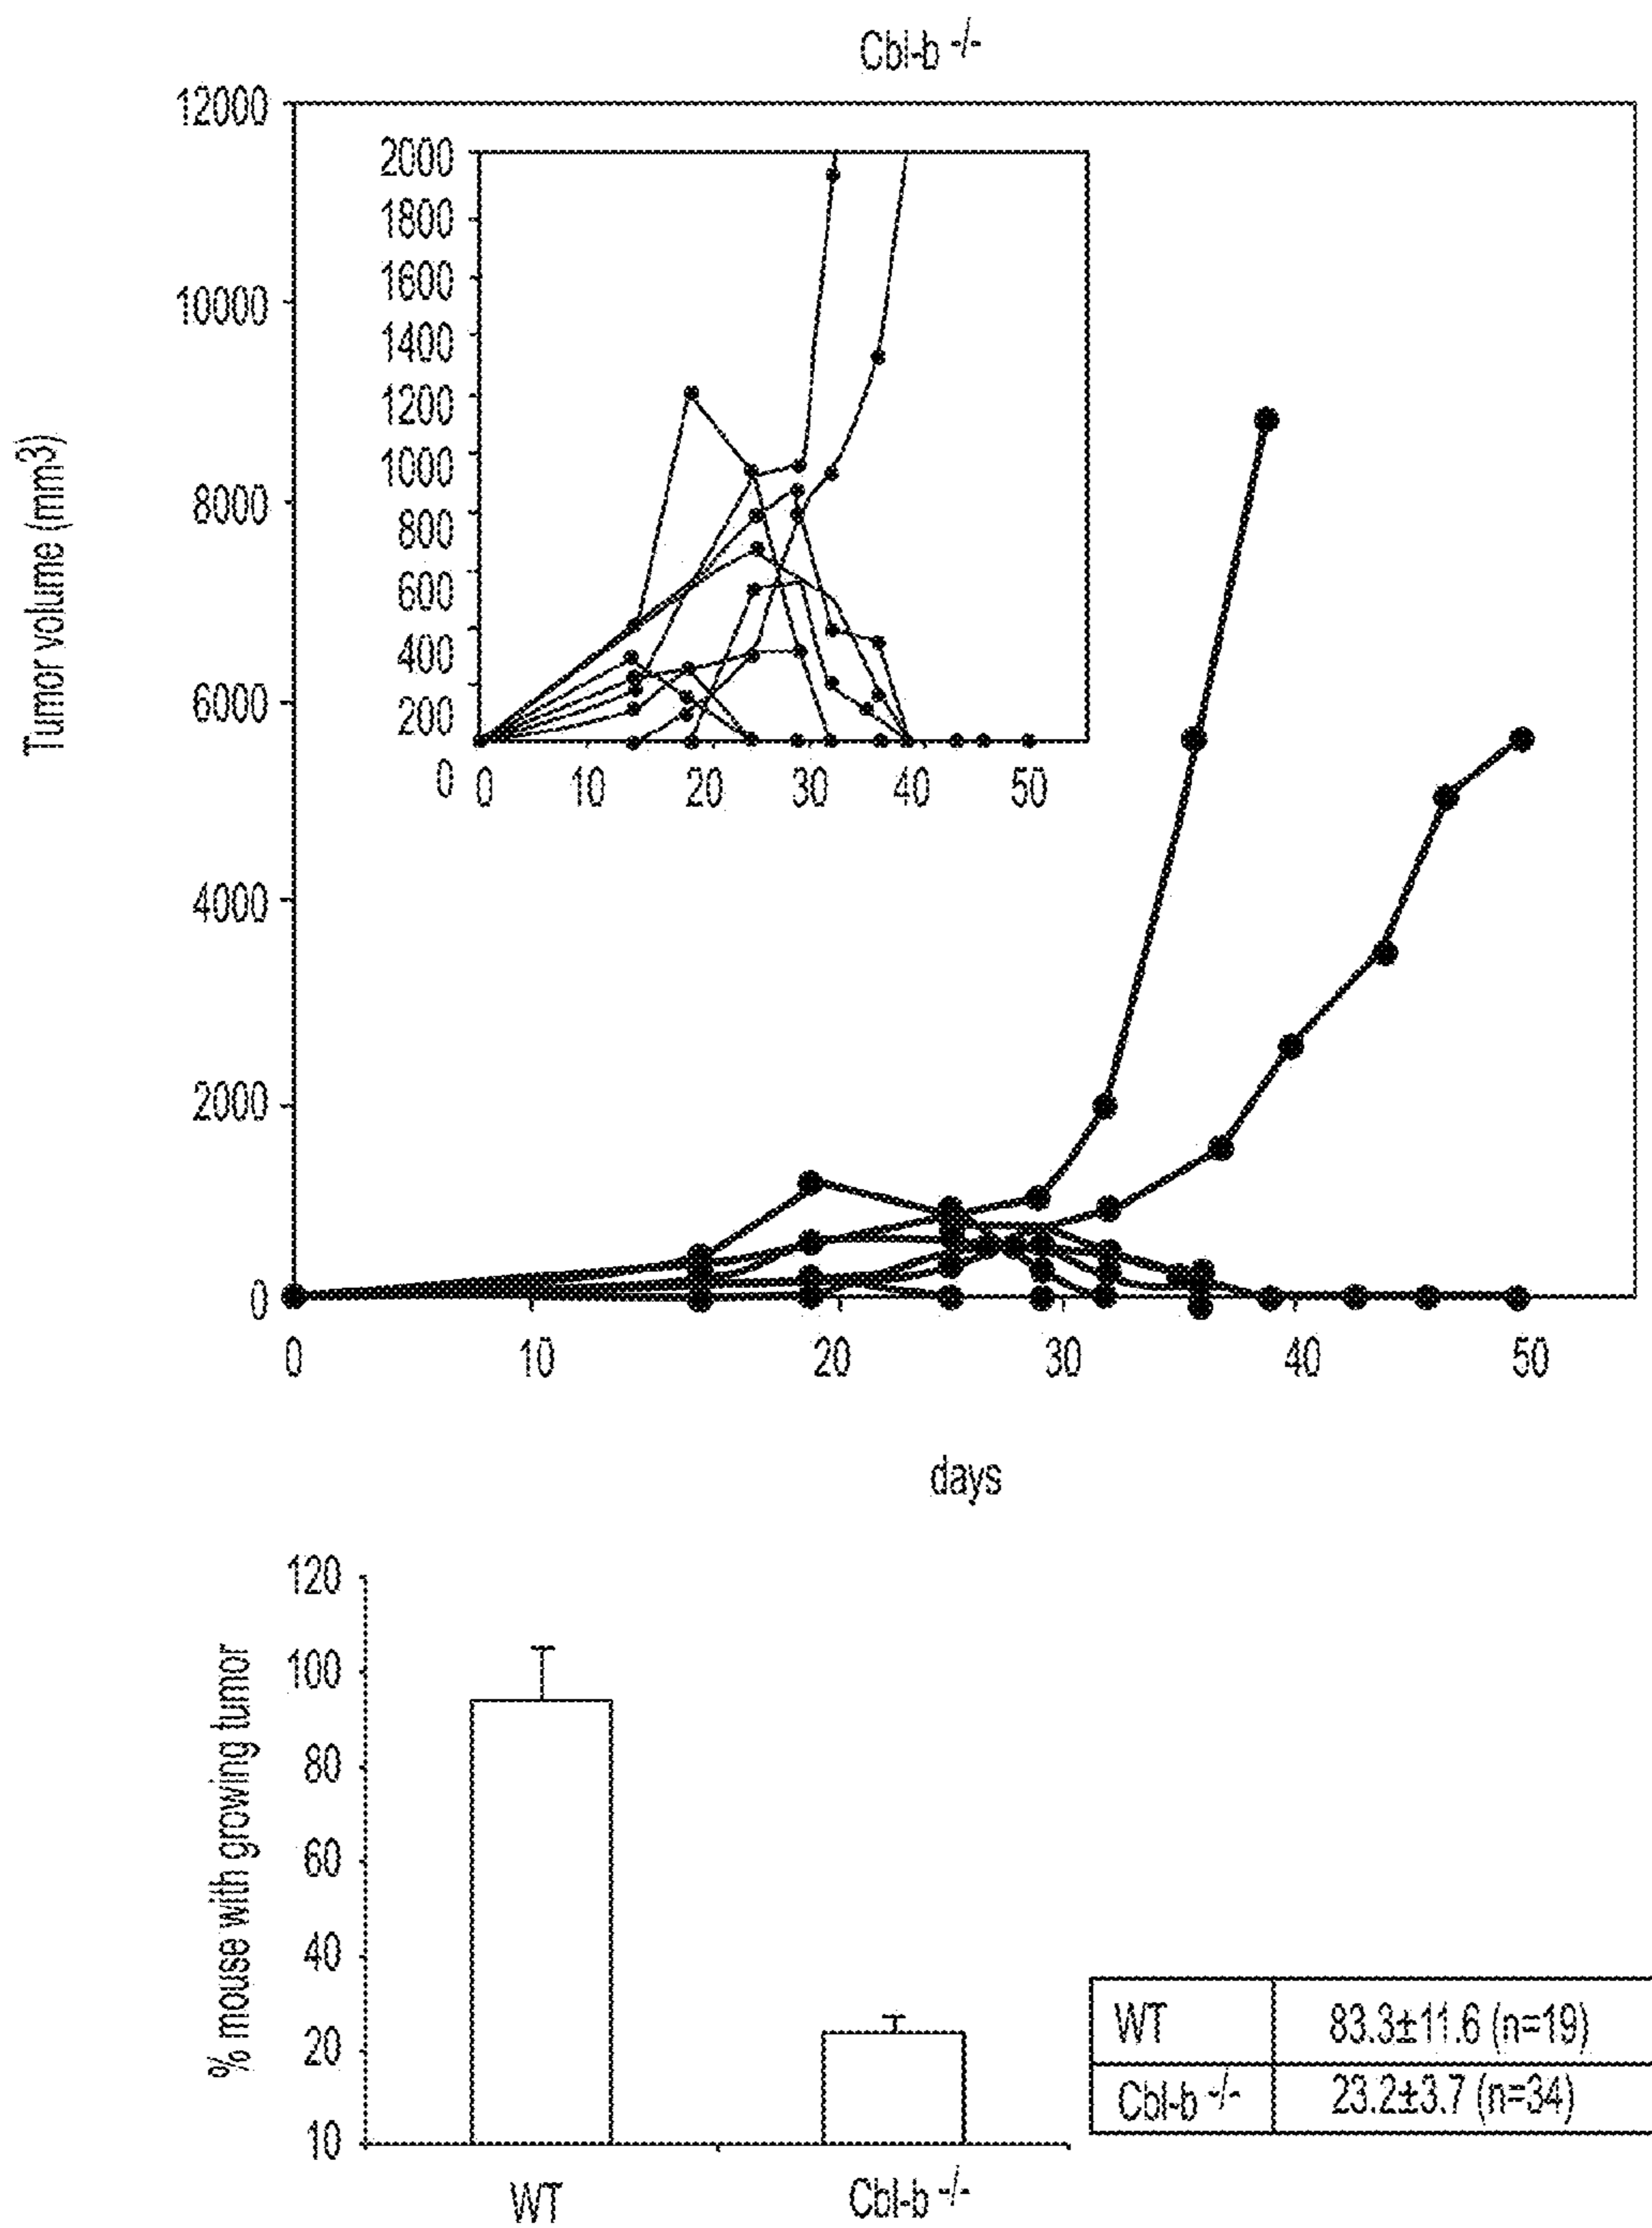 Cbl-b -/-
12000
10000
8000
6000
4000
2000
0
Tumor volume (mm3)
2000
1800
1600
1400
1200
1000
800
600
400
200
0
0 10 20 30 40 50
0 10 20 30 40 50
days
120
100
80
60
40
20
10
% mouse with growing tumor
WT Cbl-b -/-
WT 83.3±11.6 (n=19)
Cbl-b -/- 23.2±3.7 (n=34)